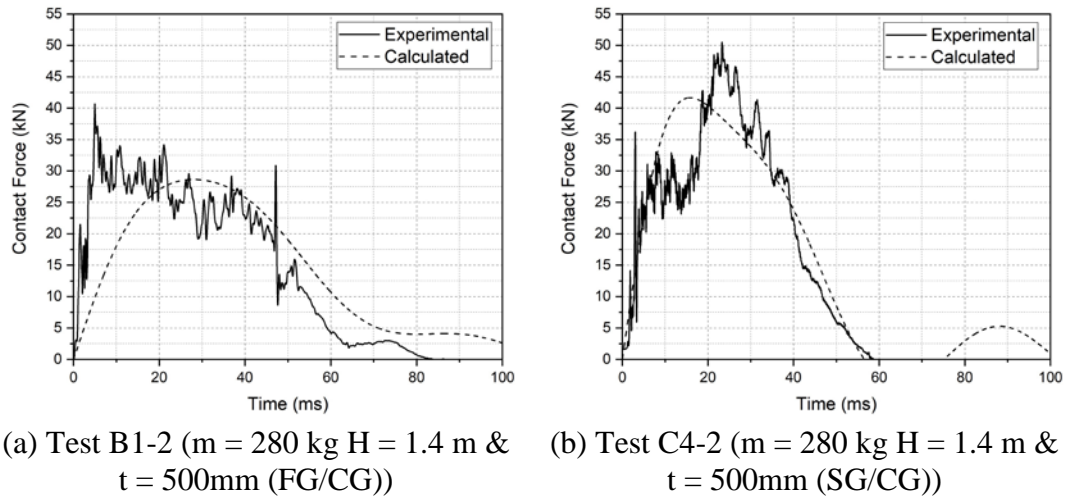 55
50
45
40
35
30
25
20
15
10
5
0
Contact Force (kN)
Experimental
Calculated
0 20 40 60 80 100
Time (ms)
(a) Test B1-2 (m = 280 kg H = 1.4 m &
t = 500mm (FG/CG))
55
50
45
40
35
30
25
20
15
10
5
0
Contact Force (kN)
Experimental
Calculated
0 20 40 60 80 100
Time (ms)
(b) Test C4-2 (m = 280 kg H = 1.4 m &
t = 500mm (SG/CG))